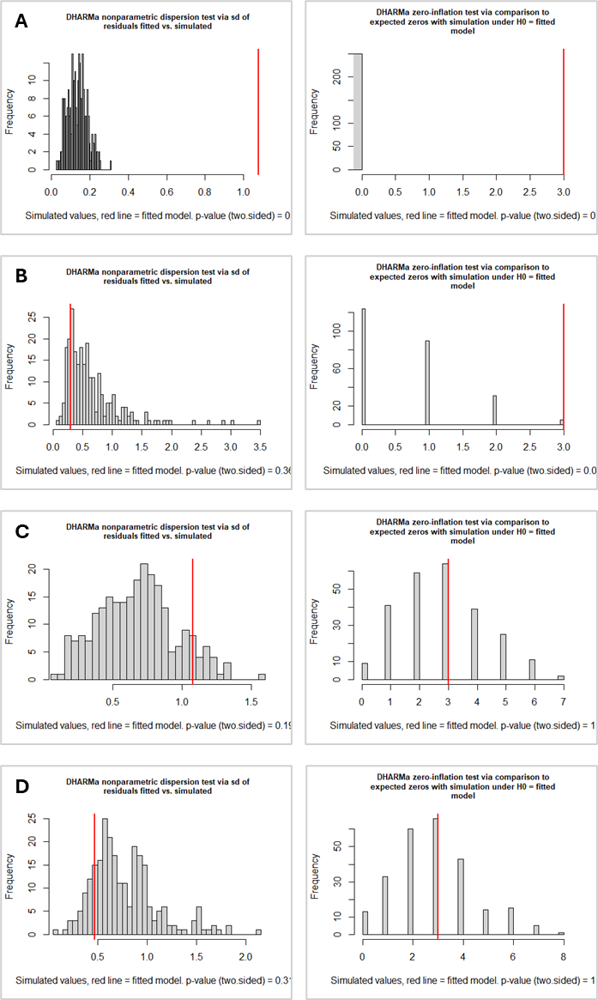 A
DHARMa nonparametric dispersion test via sd of
residuals fitted vs. simulated
Frequency
0 2 4 6 8 10
0.0 0.2 0.4 0.6 0.8 1.0
Simulated values, red line = fitted model. p-value (two.sided) = 0
DHARMa zero-inflation test via comparison to
expected zeros with simulation under H0 = fitted
model
Frequency
0 50 100 200
0.0 0.5 1.0 1.5 2.0 2.5 3.0
Simulated values, red line = fitted model. p-value (two.sided) = 0
B
DHARMa nonparametric dispersion test via sd of
residuals fitted vs. simulated
Frequency
0 5 10 15 20 25
0.0 0.5 1.0 1.5 2.0 2.5 3.0 3.5
Simulated values, red line = fitted model. p-value (two.sided) = 0.36
DHARMa zero-inflation test via comparison to
expected zeros with simulation under H0 = fitted
model
Frequency
0 20 60 100
0.0 0.5 1.0 1.5 2.0 2.5 3.0
Simulated values, red line = fitted model. p-value (two.sided) = 0.0
C
DHARMa nonparametric dispersion test via sd of
residuals fitted vs. simulated
Frequency
0 5 10 15 20
0.5 1.0 1.5
Simulated values, red line = fitted model. p-value (two.sided) = 0.19
DHARMa zero-inflation test via comparison to
expected zeros with simulation under H0 = fitted
model
Frequency
0 10 30 50
0 1 2 3 4 5 6 7
Simulated values, red line = fitted model. p-value (two.sided) = 1
D
DHARMa nonparametric dispersion test via sd of
residuals fitted vs. simulated
Frequency
0 5 10 15 20 25
0.5 1.0 1.5 2.0
Simulated values, red line = fitted model. p-value (two.sided) = 0.31
DHARMa zero-inflation test via comparison to
expected zeros with simulation under H0 = fitted
model
Frequency
0 10 30 50
0 2 4 6 8
Simulated values, red line = fitted model. p-value (two.sided) = 1